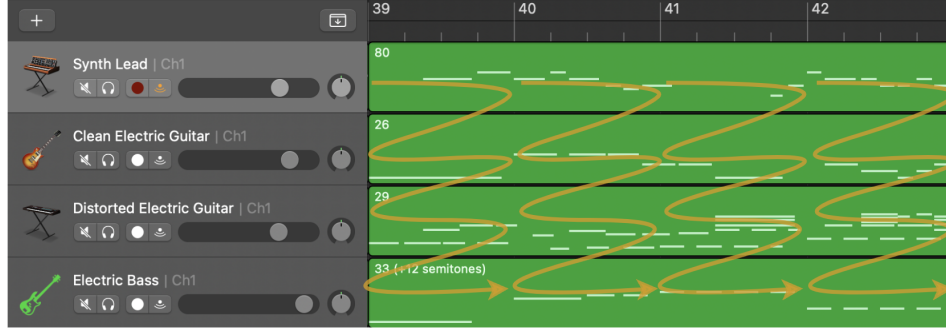 39 40 41 42
Synth Lead | Ch1
80
Clean Electric Guitar | Ch1
26
Distorted Electric Guitar | Ch1
29
Electric Bass | Ch1
33 (+12 semitones)